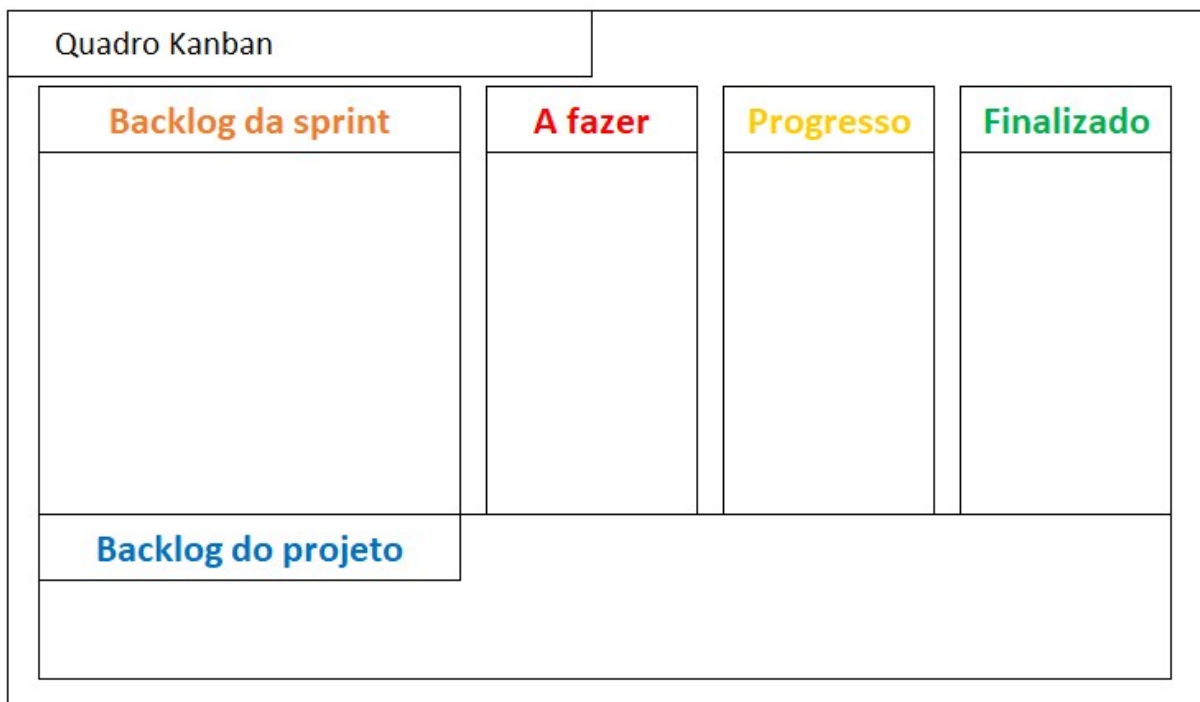 Quadro Kanban
Backlog da sprint
A fazer
Progresso
Finalizado
Backlog do projeto